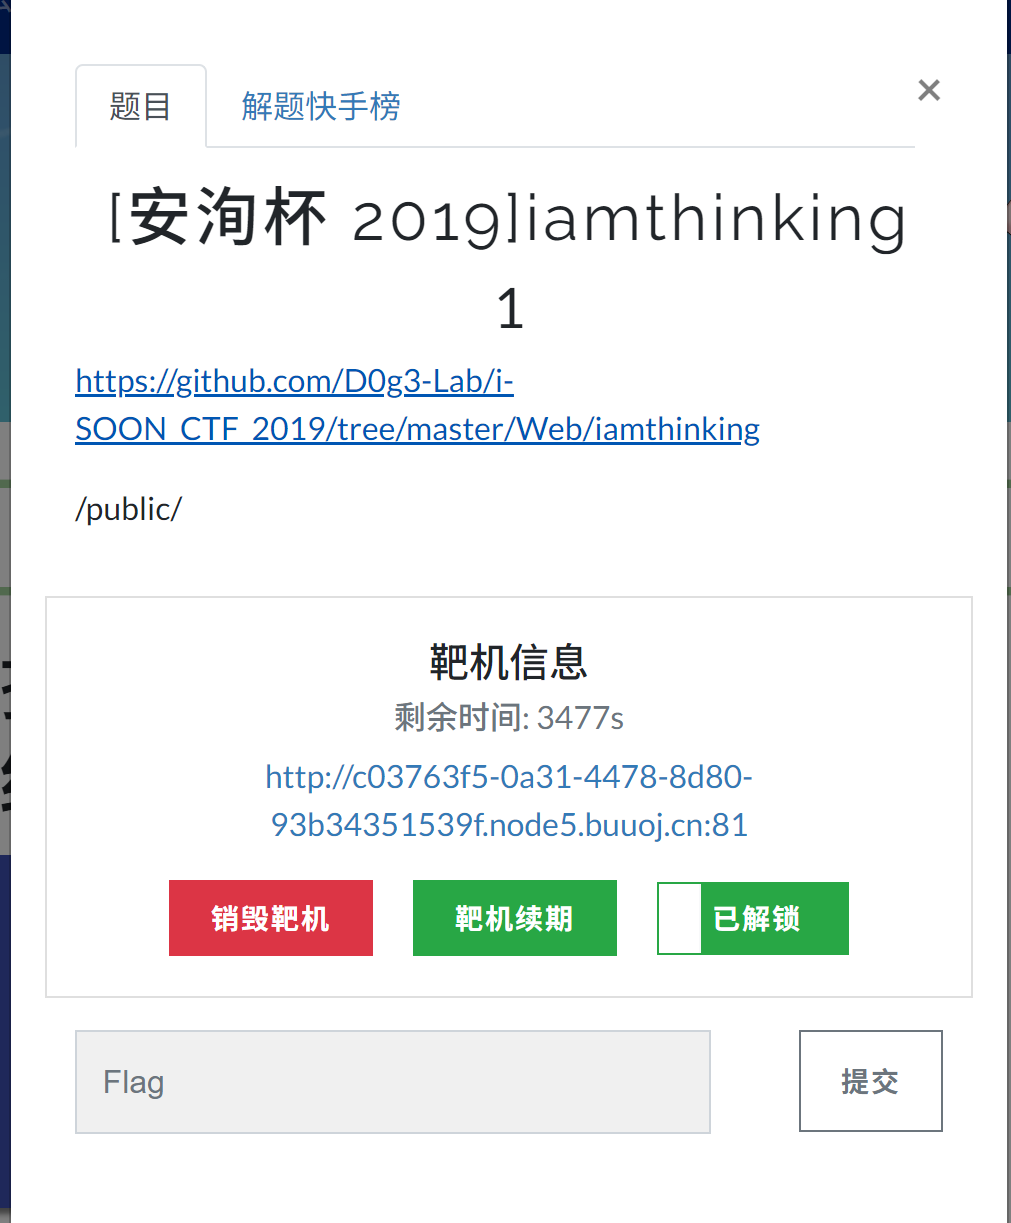 题目
解题快手榜
×
[安洵杯 2019]iamthinking
1
https://github.com/D0g3-Lab/i-
SOON_CTF_2019/tree/master/Web/iamthinking
/public/
靶机信息
剩余时间: 3477s
http://c03763f5-0a31-4478-8d80-
93b34351539f.node5.buuoj.cn:81
销毁靶机
靶机续期
已解锁
Flag
提交